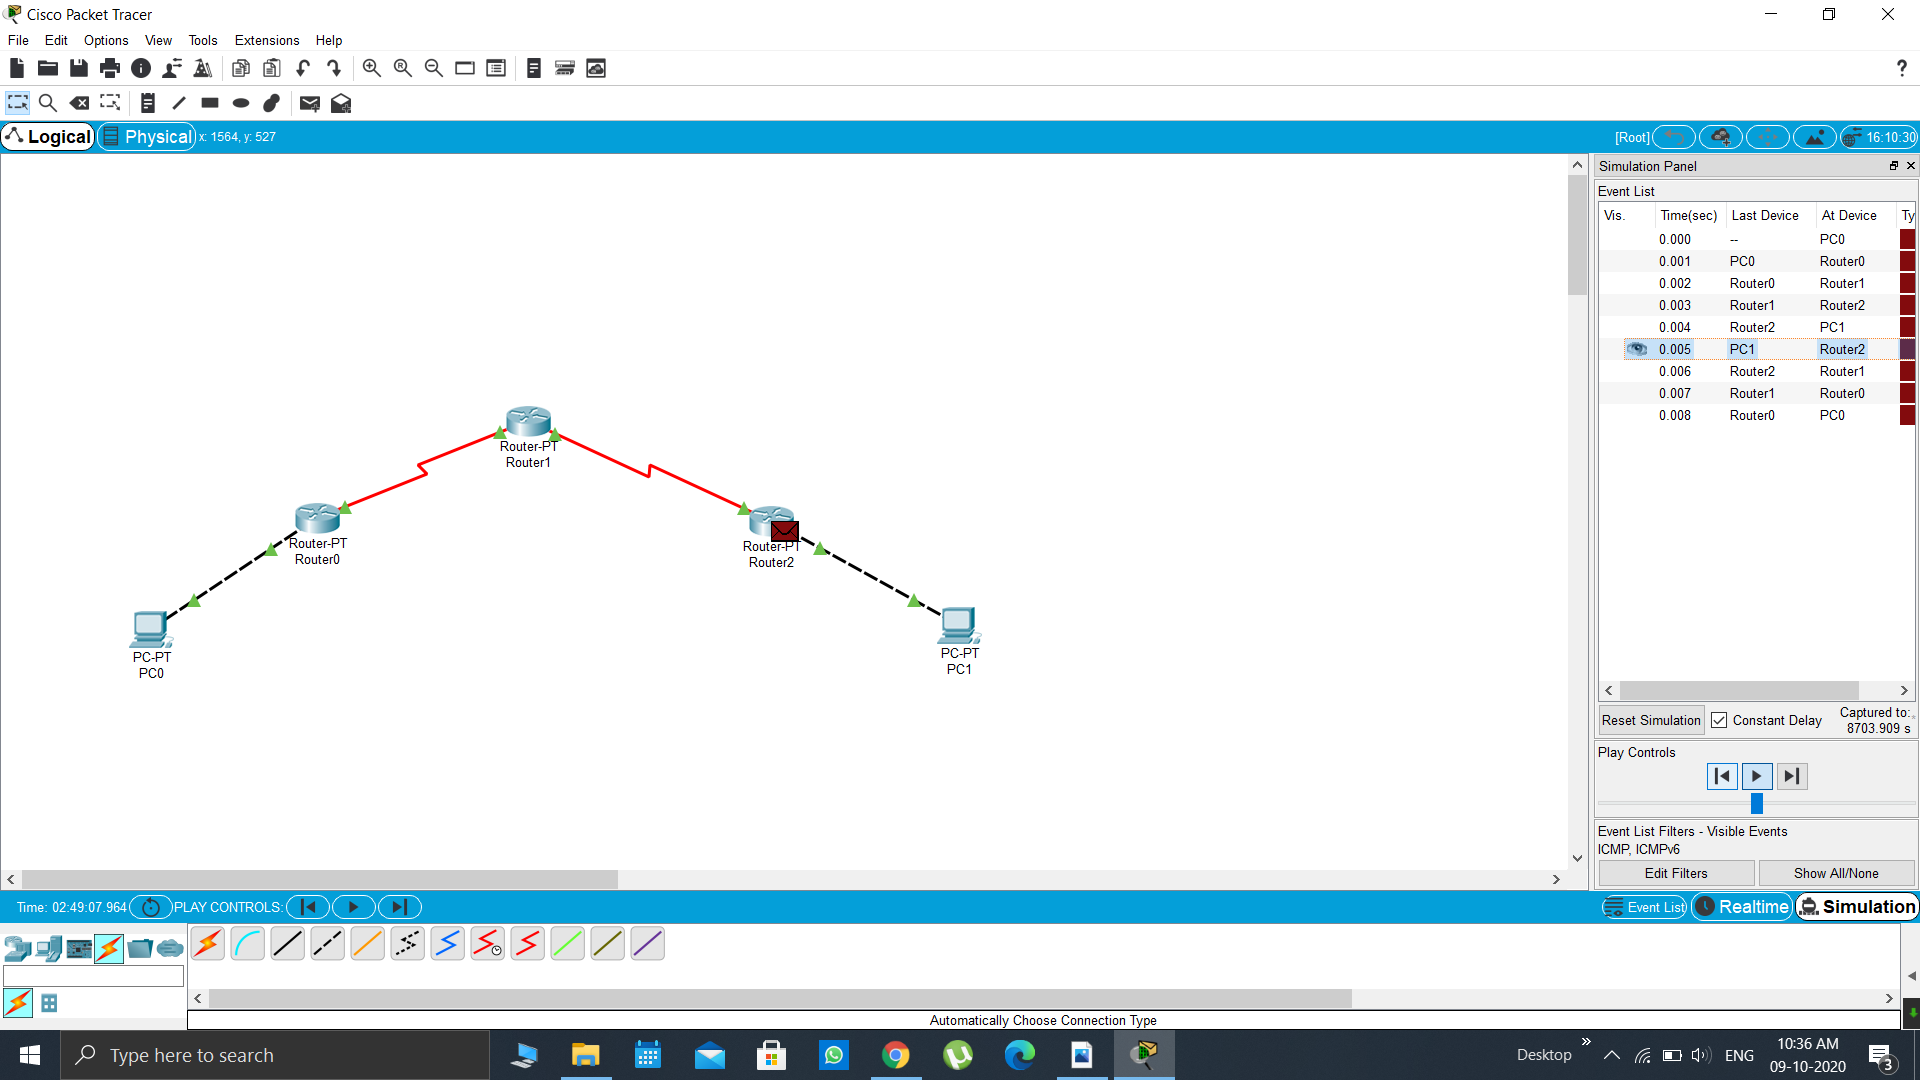 Cisco Packet Tracer
File Edit Options View Tools Extensions Help
Logical Physical x: 1564, y: 527 [Root] 16:10:30
Simulation Panel
Event List
Vis. Time(sec) Last Device At Device Ty
0.000 -- PC0
0.001 PC0 Router0
0.002 Router0 Router1
0.003 Router1 Router2
0.004 Router2 PC1
0.005 PC1 Router2
0.006 Router2 Router1
0.007 Router1 Router0
0.008 Router0 PC0
Router-PT
Router1
Router-PT
Router0
Router-PT
Router2
PC-PT
PC0
PC-PT
PC1
Reset Simulation Constant Delay Captured to:
8703.909 s
Play Controls
Event List Filters - Visible Events
ICMP, ICMPv6
Edit Filters Show All/None
Time: 02:49:07.964 PLAY CONTROLS: Event List Realtime Simulation
Automatically Choose Connection Type
Type here to search
Desktop ENG 10:36 AM
09-10-2020
3